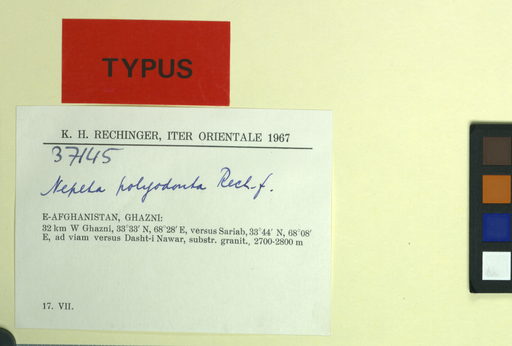 TYPUS
K. H. RECHINGER, ITER ORIENTALE 1967
37145
Nepeta polyodonta Rech. f.
E-AFGHANISTAN, GHAZNI:
32 km W Ghazni, 33°33′ N, 68°28′ E, versus Sariab, 33°44′ N, 68°08′
E, ad viam versus Dasht-i Nawar, substr. granit., 2700-2800 m
17. VII.